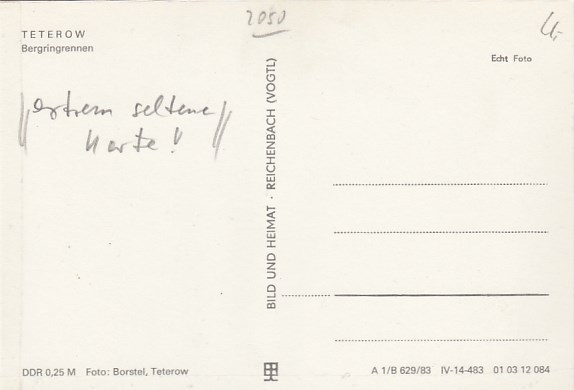 2050
4,-
TETEROW
Bergringrennen
Echt Foto
extrem seltene
Karte!
BILD UND HEIMAT · REICHENBACH (VOGTL)
DDR 0,25 M Foto: Borstel, Teterow
A 1/B 629/83 IV-14-483 01 03 12 084